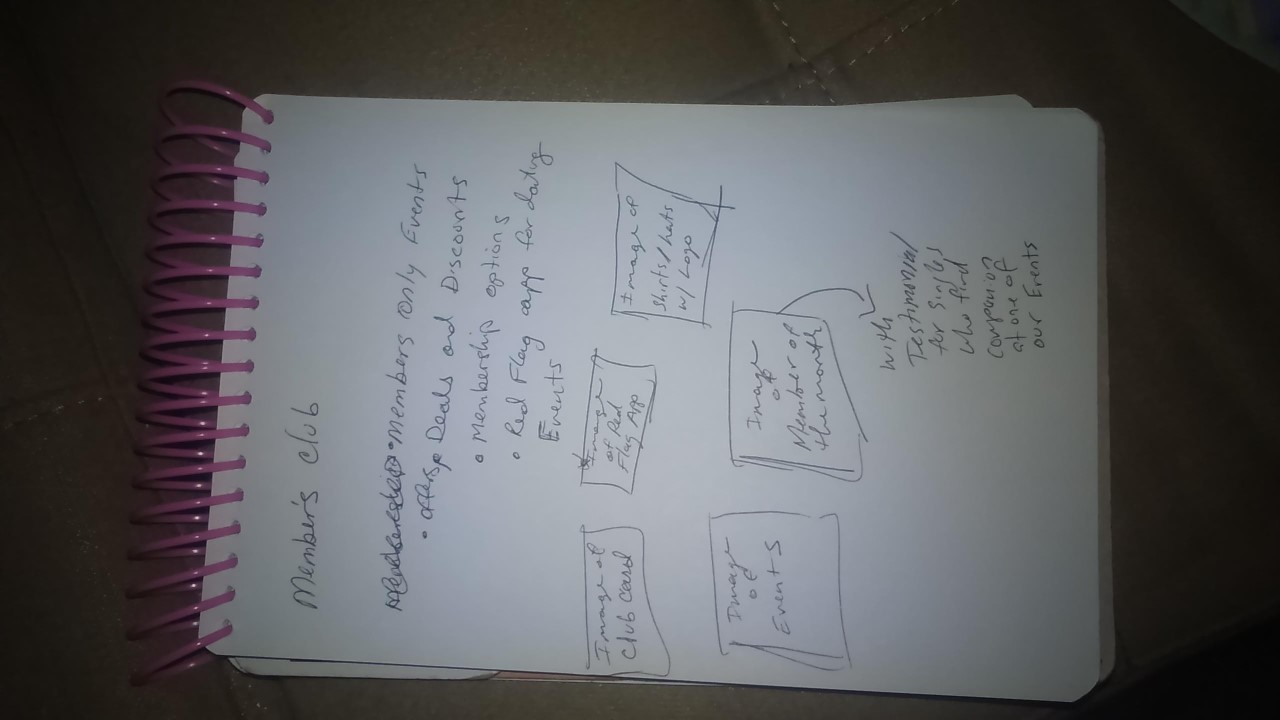 Member's club
• Members only Events
• offers Deals and Discounts
• Membership options
• Red Flag app for dating
Events
Image of
Club Card
Image
of Red
Flag App
Image of
shirts/hats
w/ Logo
Image
of
Events
Image
of
Member of
the month
with
Testimonial
for singles
who find
companion
at one of
our Events